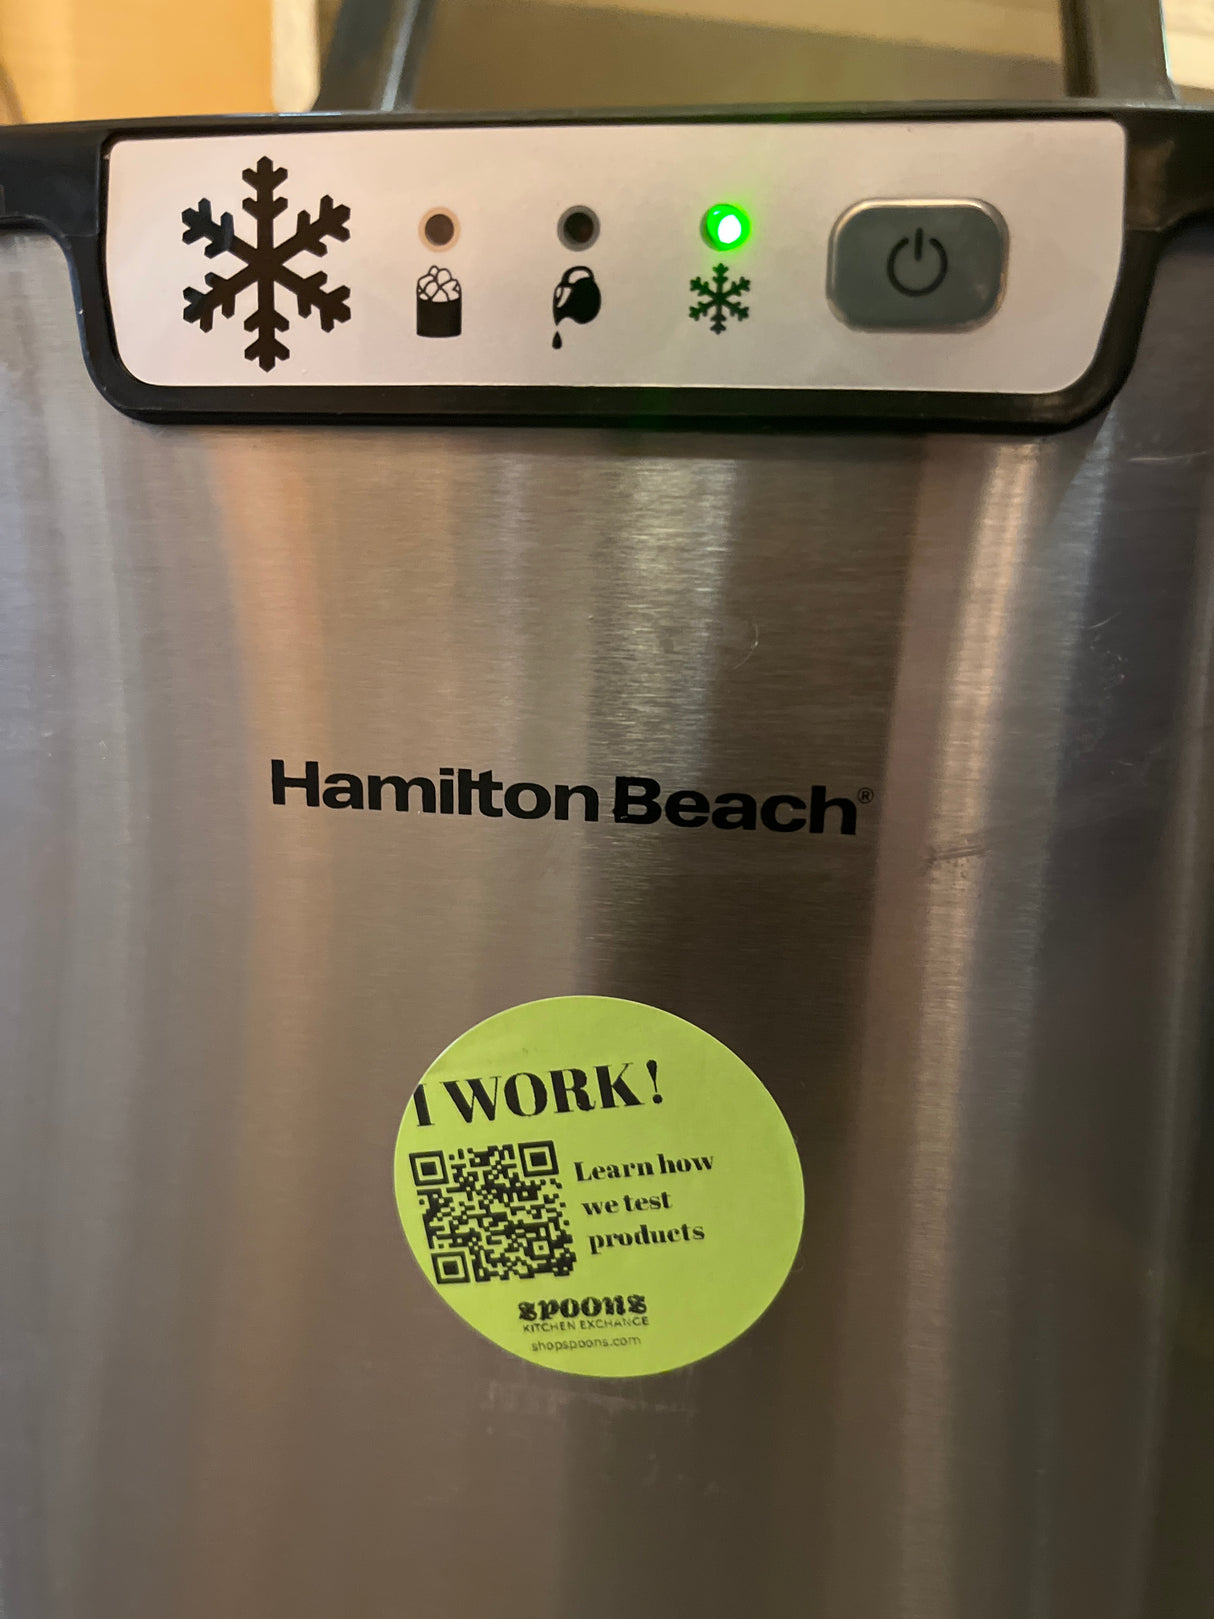 Hamilton Beach®
I WORK!
Learn how
we test
products
spoons
KITCHEN EXCHANGE
shopspoons.com